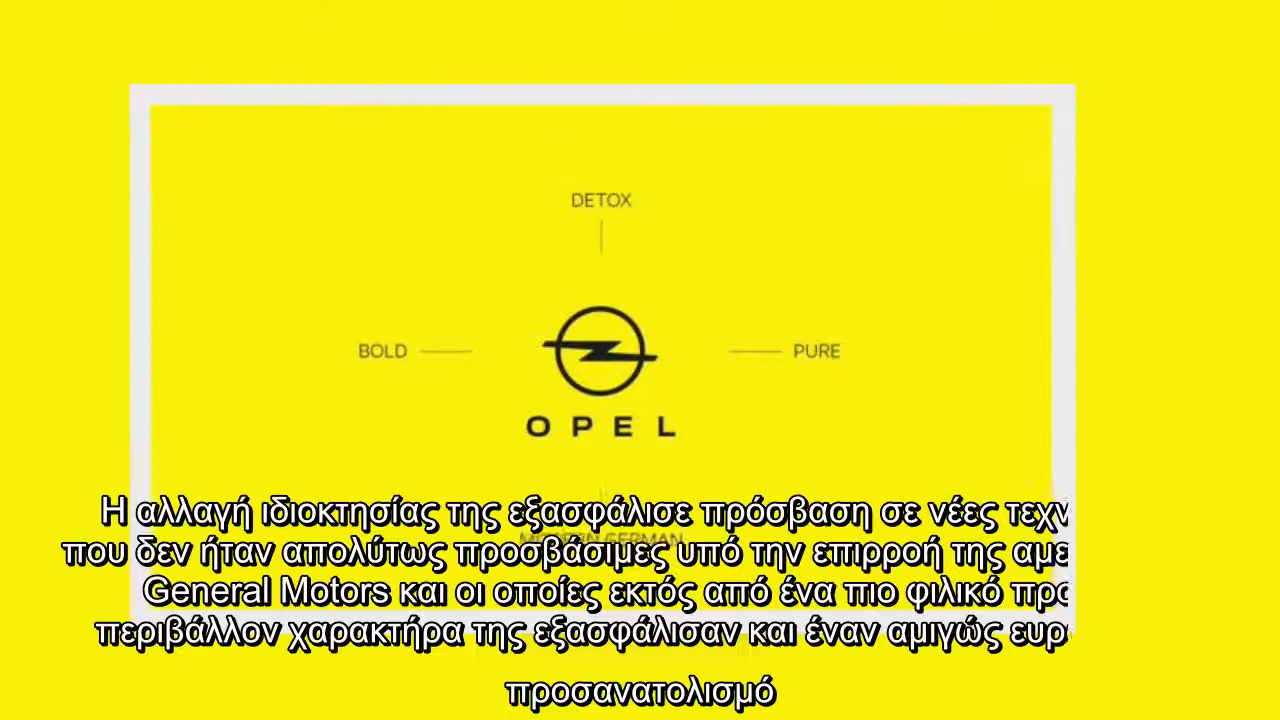 DETOX
BOLD
PURE
OPEL
MODERN GERMAN
Η αλλαγή ιδιοκτησίας της εξασφάλισε πρόσβαση σε νέες
που δεν ήταν απολύτως προσβάσιμες υπό την επιρροή της
General Motors και οι οποίες εκτός από ένα πιο φιλικό
περιβάλλον χαρακτήρα της εξασφάλισαν και έναν αμιγώς
προσανατολισμό